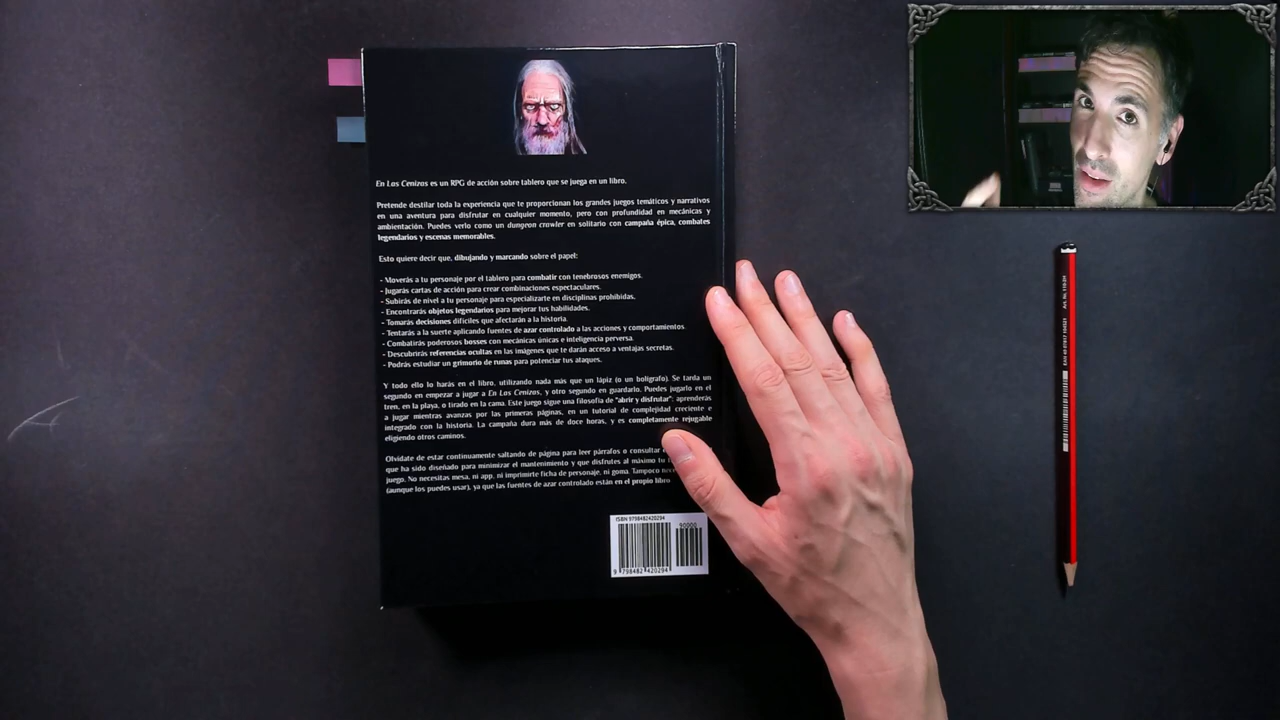 En Las Cenizas es un RPG de acción sobre tablero que se juega en un libro.
Pretende destilar toda la experiencia que te proporcionan los grandes juegos temáticos y narrativos
en una aventura para disfrutar en cualquier momento, pero con profundidad en mecánicas y
ambientación. Puedes verlo como un dungeon crawler en solitario con campaña épica, combates
legendarios y escenas memorables.
Esto quiere decir que, dibujando y marcando sobre el papel:
- Moverás a tu personaje por el tablero para combatir con tenebrosos enemigos.
- Jugarás cartas de acción para crear combinaciones espectaculares.
- Subirás de nivel a tu personaje para especializarte en disciplinas prohibidas.
- Encontrarás objetos legendarios para mejorar tus habilidades.
- Tomarás decisiones difíciles que afectarán a la historia.
- Tentarás a la suerte aplicando fuentes de azar controlado a las acciones y comportamientos.
- Combatirás poderosos bosses con mecánicas únicas e inteligencia perversa.
- Descubrirás referencias ocultas en las imágenes que te darán acceso a ventajas secretas.
- Podrás estudiar un grimorio de runas para potenciar tus ataques.
Y todo ello lo harás en el libro, utilizando nada más que un lápiz (o un bolígrafo). Se tarda un
segundo en empezar a jugar a En Las Cenizas, y otro segundo en guardarlo. Puedes jugarlo en el
tren, en la playa, o tirado en la cama. Este juego sigue una filosofía de "abrir y disfrutar": aprenderás
a jugar mientras avanzas por las primeras páginas, en un tutorial de complejidad creciente e
integrado con la historia. La campaña dura más de doce horas, y es completamente rejugable
eligiendo otros caminos.
Olvídate de estar continuamente saltando de página para leer párrafos o consultar
que ha sido diseñado para minimizar el mantenimiento y que disfrutes al máximo tu
juego. No necesitas mesa, ni app, ni imprimirte ficha de personaje, ni goma. Tampoco
(aunque los puedes usar), ya que las fuentes de azar controlado están en el propio libro
ISBN 9798482420294
90000
9 798482 420294